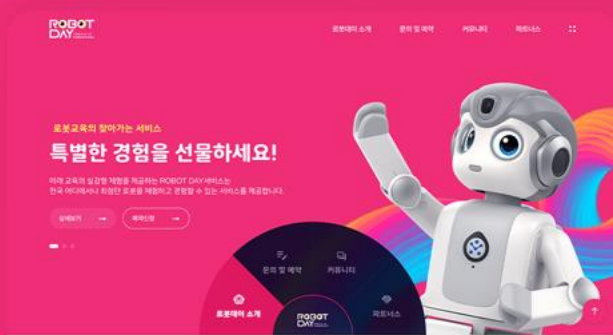 ROBOT
DAY
로봇데이 소개
문의 및 예약
커뮤니티
파트너스
로봇교육의 찾아가는 서비스
특별한 경험을 선물하세요!
미래 교육의 실감형 체험을 제공하는 ROBOT DAY서비스는
전국 어디에서나 최첨단 로봇을 체험하고 경험할 수 있는 서비스를 제공합니다.
상세보기
예약신청
문의 및 예약
커뮤니티
로봇데이 소개
ROBOT
DAY
파트너스